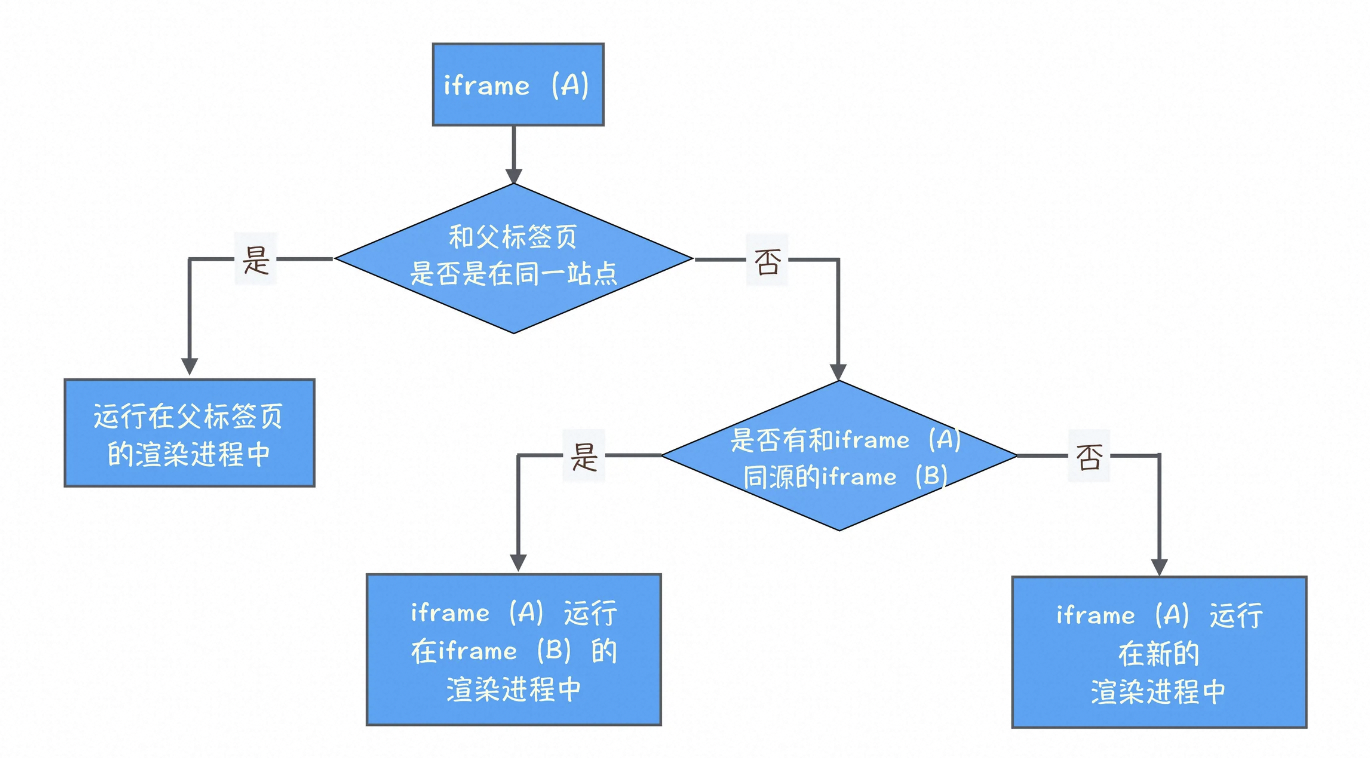 iframe (A)
和父标签页
是否是在同一站点
是
否
运行在父标签页
的渲染进程中
是否有和iframe (A)
同源的iframe (B)
是
否
iframe (A) 运行
在iframe (B) 的
渲染进程中
iframe (A) 运行
在新的
渲染进程中